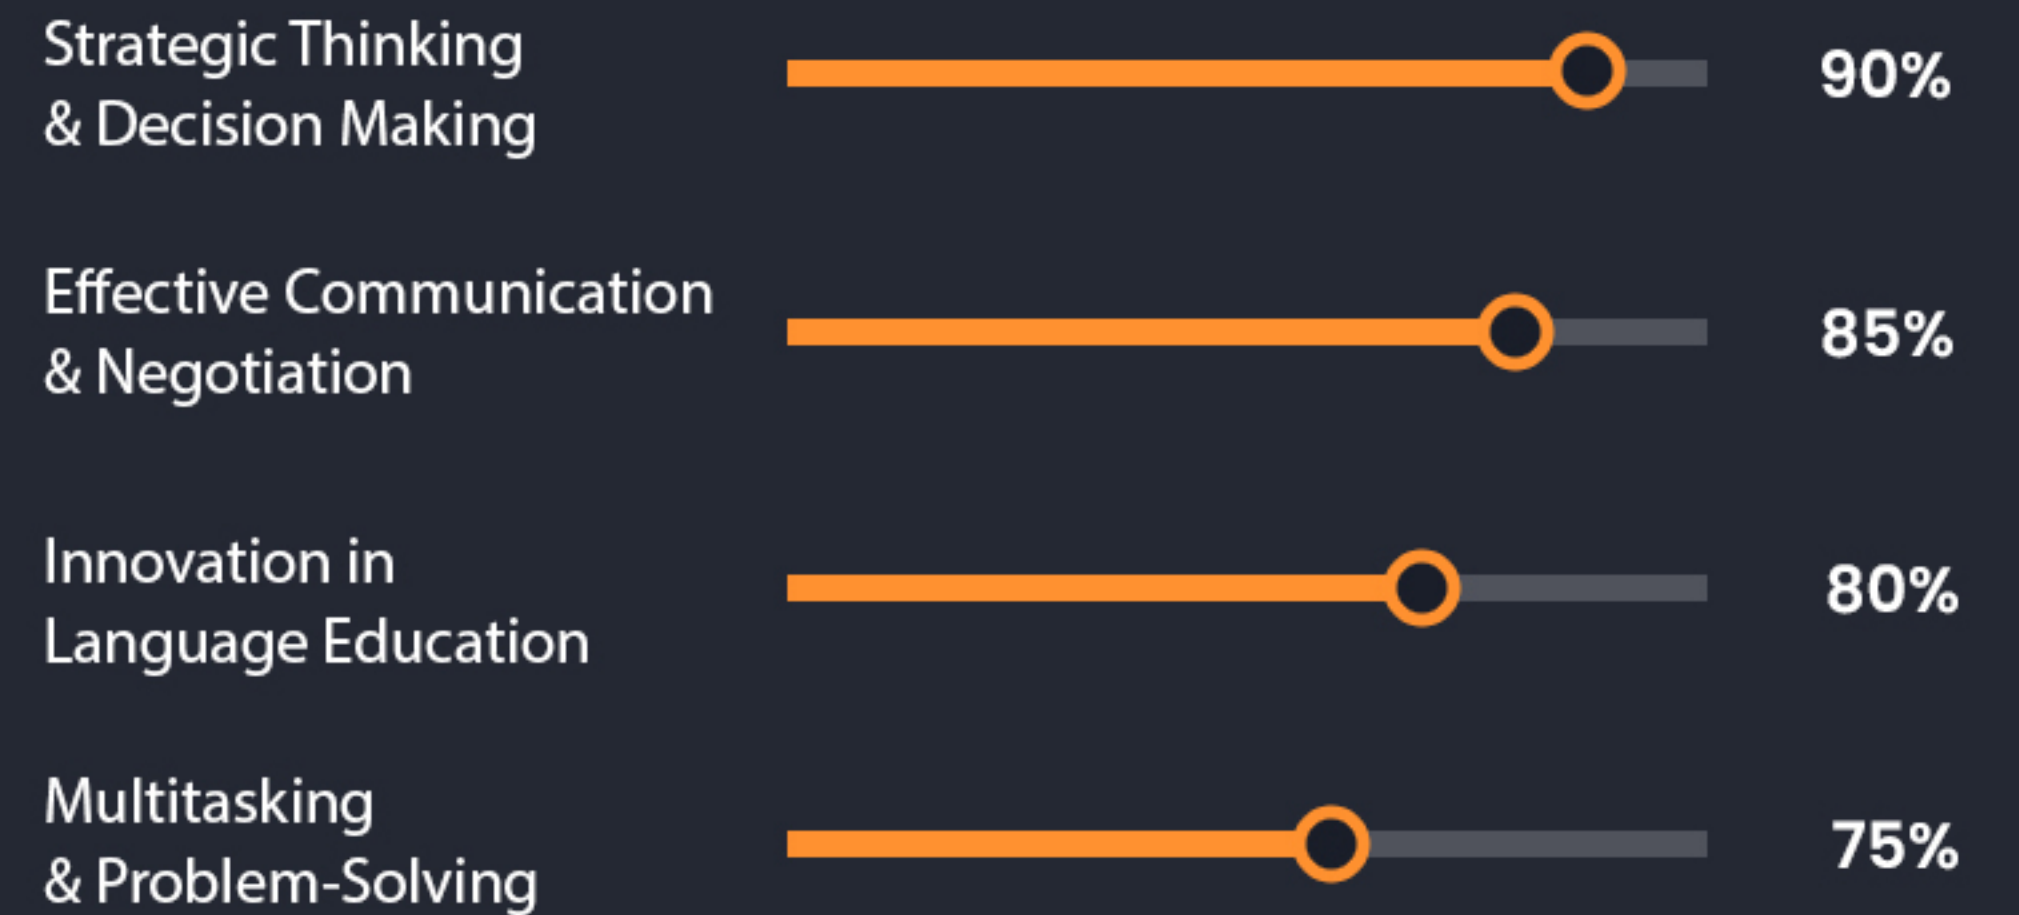 Strategic Thinking
& Decision Making
90%
Effective Communication
& Negotiation
85%
Innovation in
Language Education
80%
Multitasking
& Problem-Solving
75%